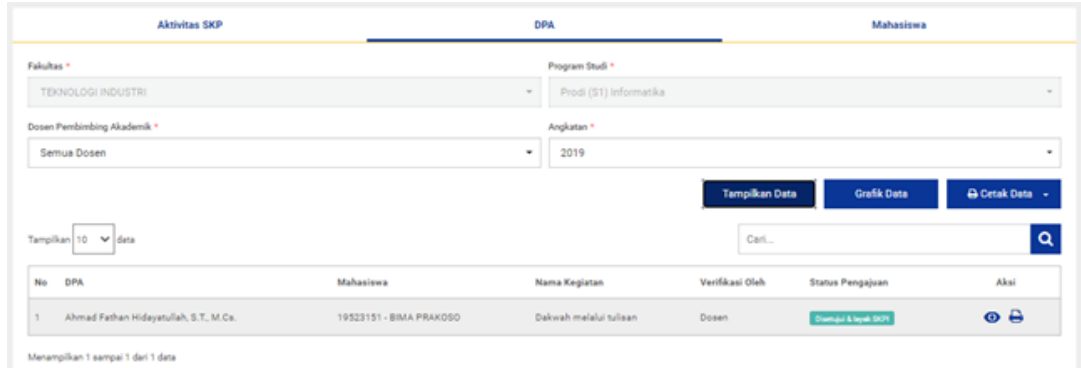 Aktivitas SKP DPA Mahasiswa
Fakultas * Program Studi *
TEKNOLOGI INDUSTRI Prodi (S1) Informatika
Dosen Pembimbing Akademik * Angkatan *
Semua Dosen 2019
Tampilkan Data Grafik Data Cetak Data
Tampilkan 10 data Cari...
No DPA Mahasiswa Nama Kegiatan Verifikasi Oleh Status Pengajuan Aksi
1 Ahmad Fathan Hidayatullah, S.T., M.Cs. 19523151 - BIMA PRAKOSO Dakwah melalui tulisan Dosen Disetujui & layak SKPI
Menampilkan 1 sampai 1 dari 1 data